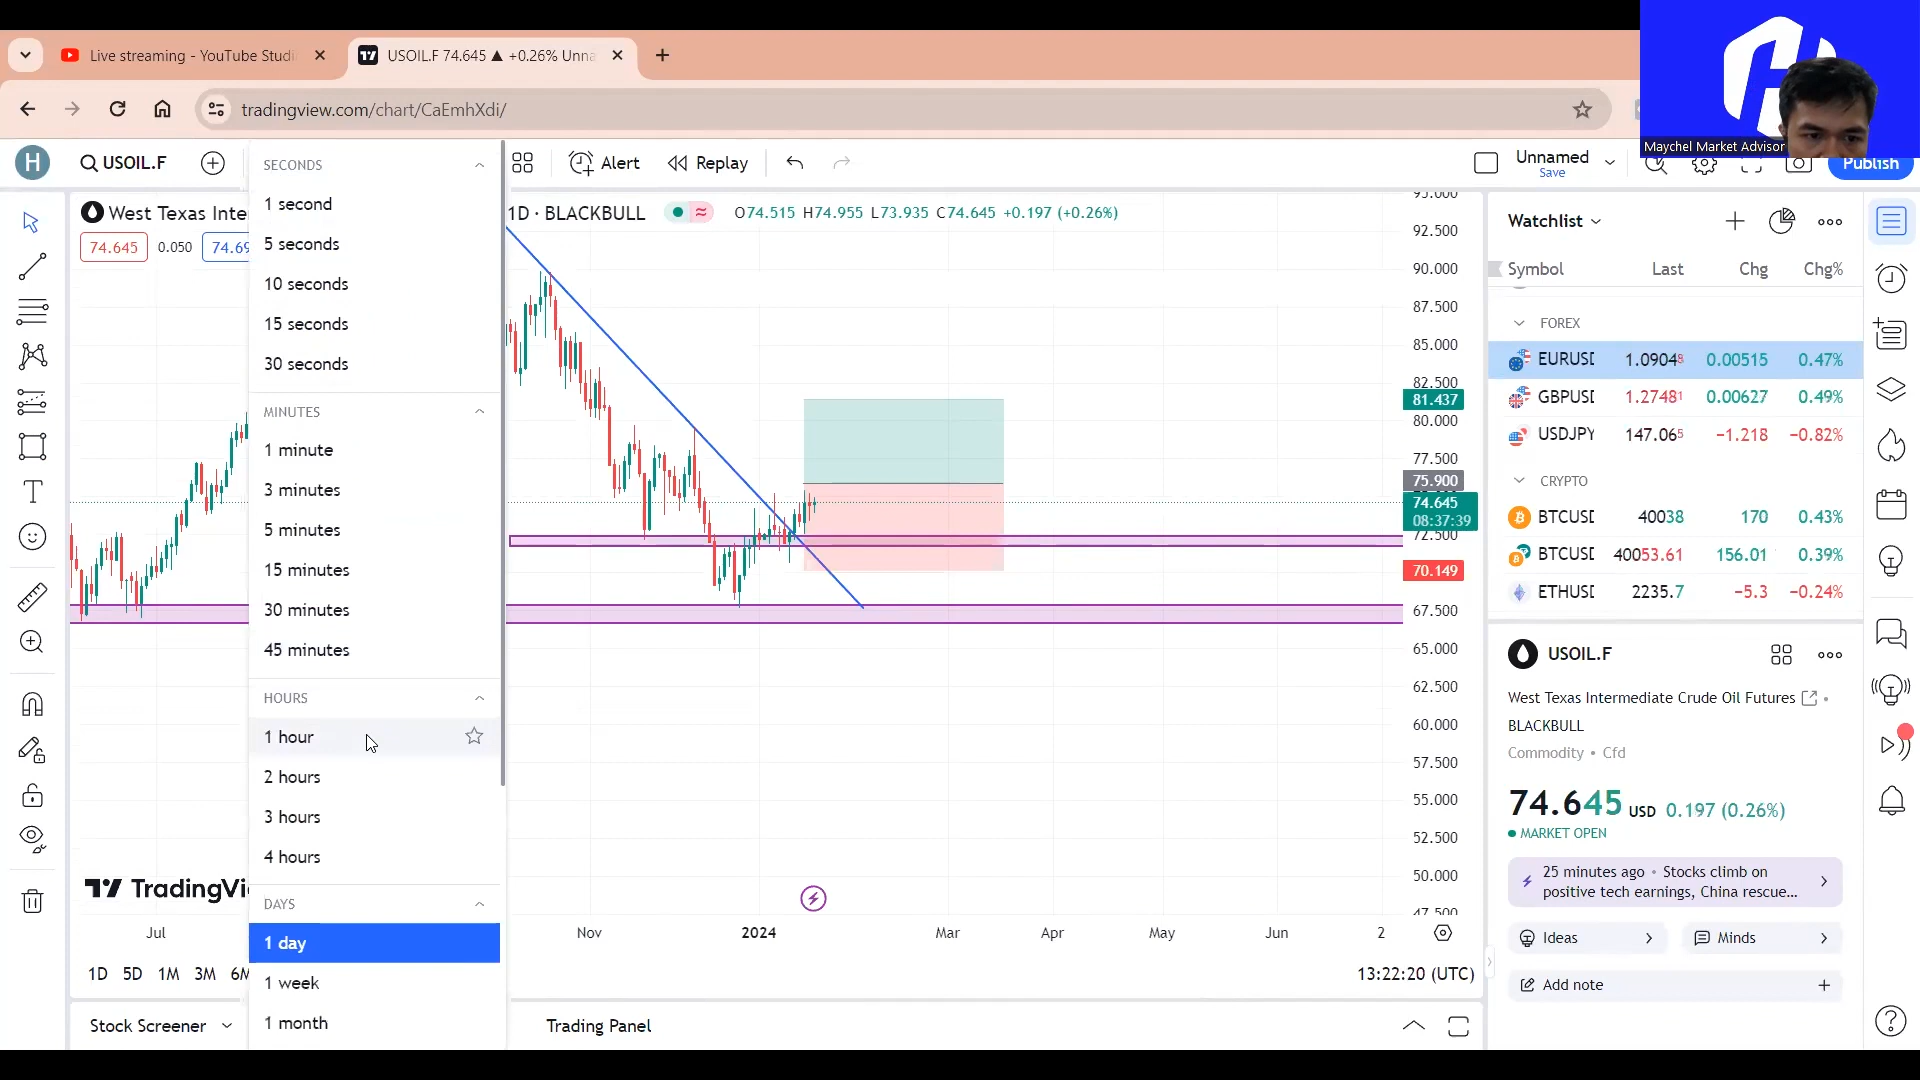 Live streaming - YouTube Studi
USOIL.F 74.645 ▲ +0.26% Unna
tradingview.com/chart/CaEmhXdi/
Maychel Market Advisor
H
USOIL.F
Alert
Replay
Unnamed
Save
Publish
West Texas Inte
1D · BLACKBULL
O74.515 H74.955 L73.935 C74.645 +0.197 (+0.26%)
74.645
0.050
74.69
SECONDS
1 second
5 seconds
10 seconds
15 seconds
30 seconds
MINUTES
1 minute
3 minutes
5 minutes
15 minutes
30 minutes
45 minutes
HOURS
1 hour
2 hours
3 hours
4 hours
DAYS
1 day
1 week
1 month
95.000
92.500
90.000
87.500
85.000
82.500
81.437
80.000
77.500
75.900
74.645
08:37:39
72.500
70.149
67.500
65.000
62.500
60.000
57.500
55.000
52.500
50.000
47.500
TradingVi
Jul
Nov
2024
Mar
Apr
May
Jun
2
1D 5D 1M 3M 6M
13:22:20 (UTC)
Stock Screener
Trading Panel
Watchlist
Symbol Last Chg Chg%
FOREX
EURUSD 1.09048 0.00515 0.47%
GBPUSD 1.27481 0.00627 0.49%
USDJPY 147.065 −1.218 −0.82%
CRYPTO
BTCUSD 40038 170 0.43%
BTCUSD 40053.61 156.01 0.39%
ETHUSD 2235.7 −5.3 −0.24%
USOIL.F
West Texas Intermediate Crude Oil Futures •
BLACKBULL
Commodity • Cfd
74.645 USD 0.197 (0.26%)
MARKET OPEN
25 minutes ago • Stocks climb on
positive tech earnings, China rescue...
Ideas
Minds
Add note